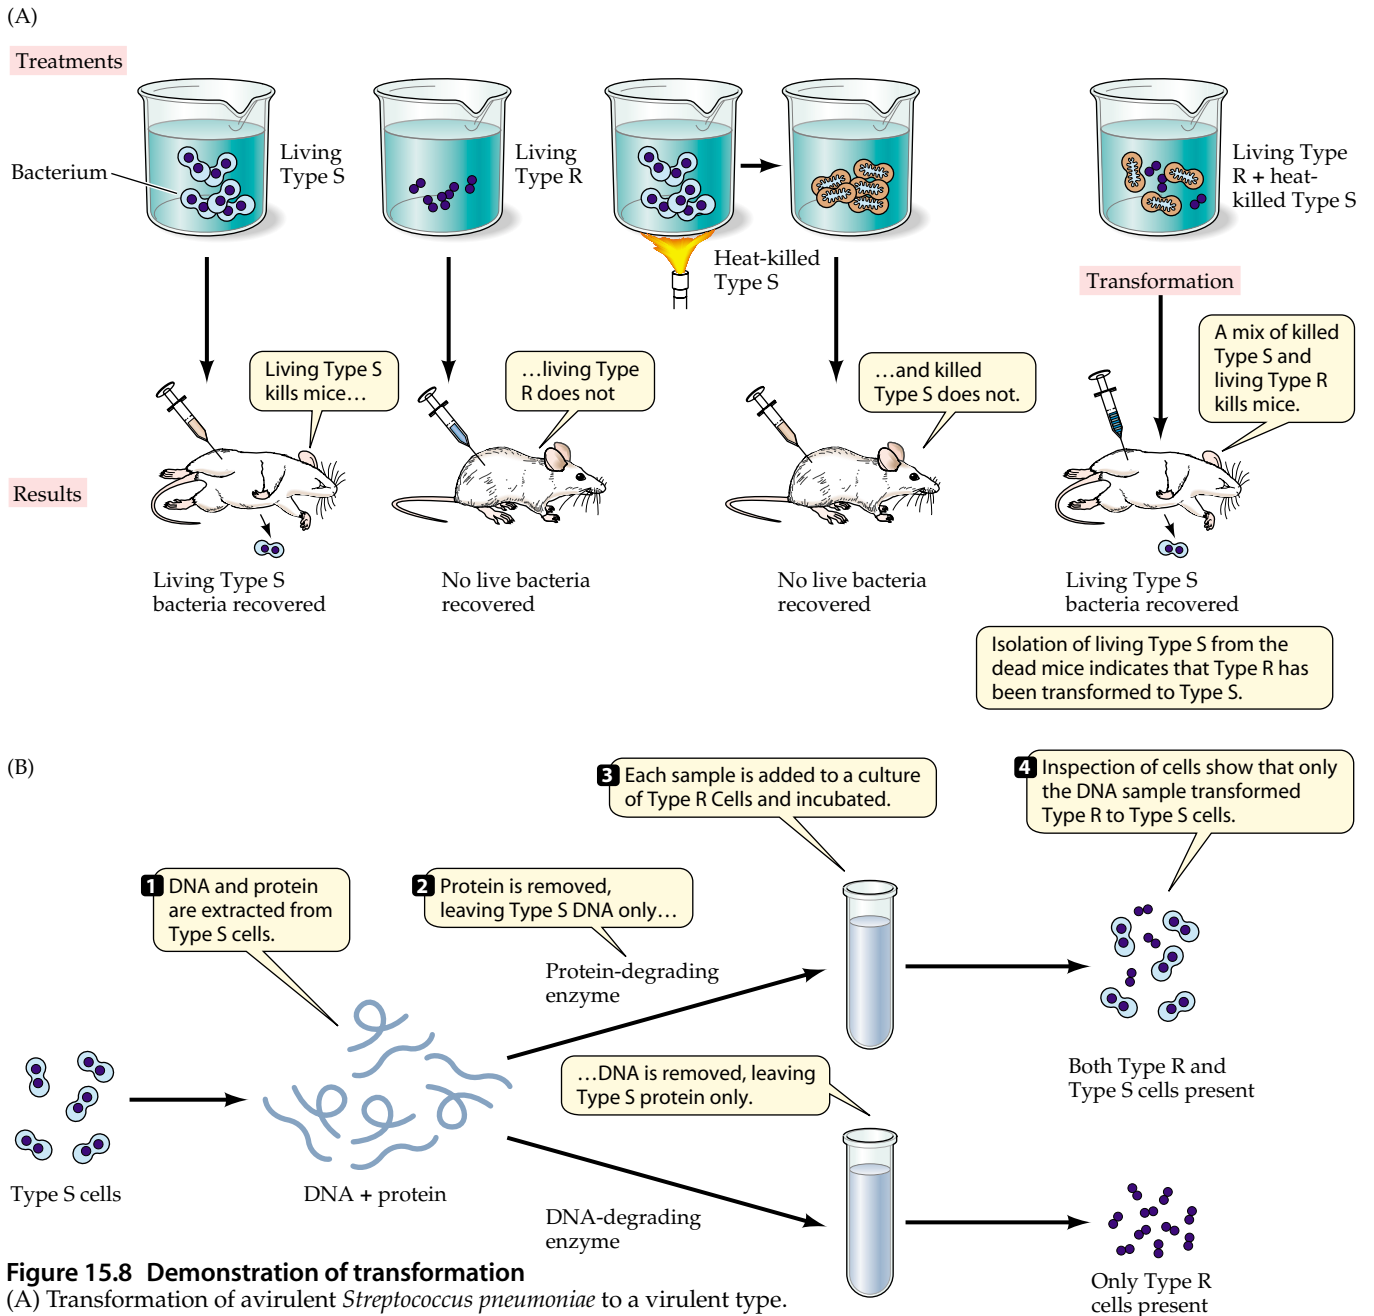 (A)
Treatments
Bacterium
Living
Type S
Living
Type R
Heat-killed
Type S
Living Type
R + heat-
killed Type S
Transformation
Living Type S
kills mice…
…living Type
R does not
…and killed
Type S does not.
A mix of killed
Type S and
living Type R
kills mice.
Results
Living Type S
bacteria recovered
No live bacteria
recovered
No live bacteria
recovered
Living Type S
bacteria recovered
Isolation of living Type S from the
dead mice indicates that Type R has
been transformed to Type S.
(B)
1 DNA and protein
are extracted from
Type S cells.
2 Protein is removed,
leaving Type S DNA only…
3 Each sample is added to a culture
of Type R Cells and incubated.
4 Inspection of cells show that only
the DNA sample transformed
Type R to Type S cells.
Protein-degrading
enzyme
…DNA is removed, leaving
Type S protein only.
Both Type R and
Type S cells present
Type S cells
DNA + protein
DNA-degrading
enzyme
Only Type R
cells present
Figure 15.8 Demonstration of transformation
(A) Transformation of avirulent Streptococcus pneumoniae to a virulent type.